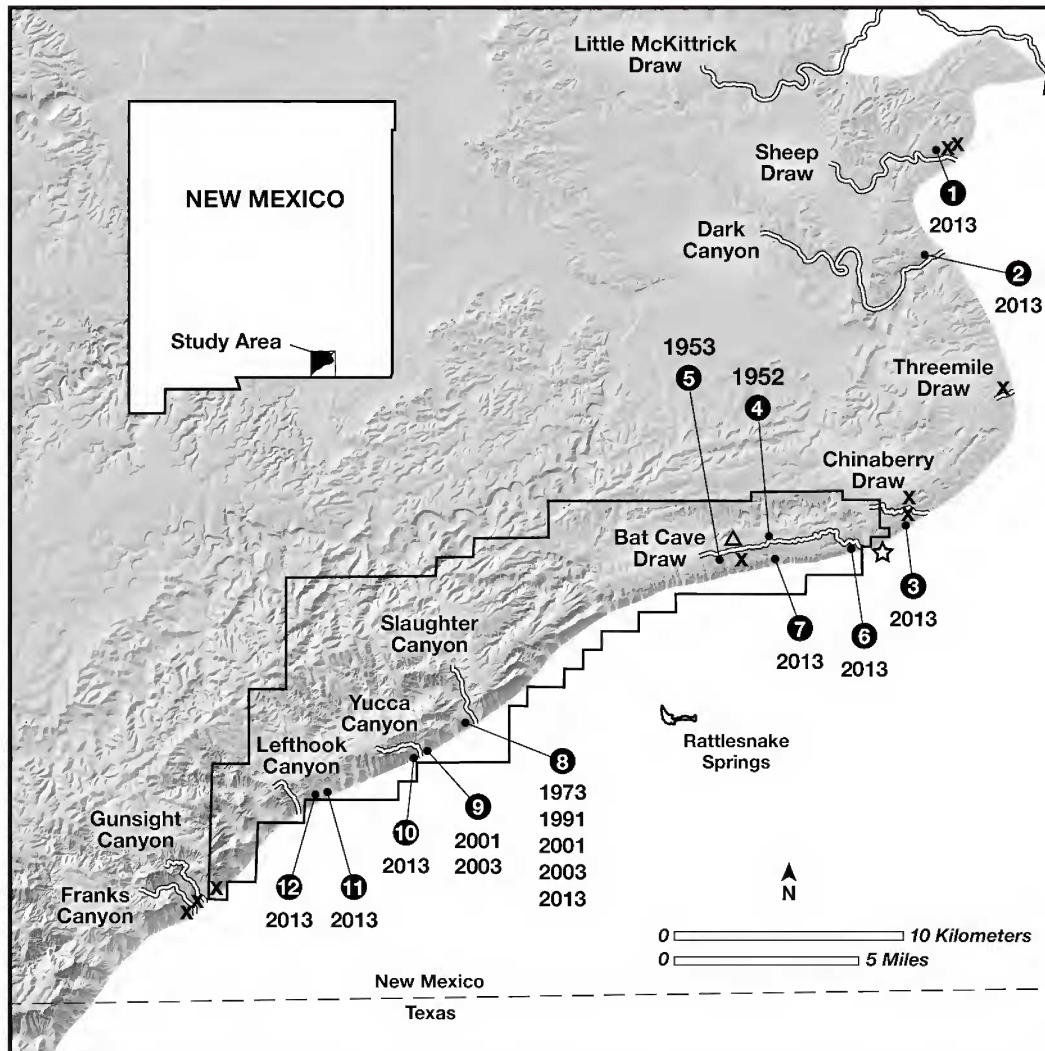 Little McKittrick
Draw
Sheep
Draw
X X
1
2013
NEW MEXICO
Dark
Canyon
2
2013
Study Area
1953
5
1952
4
Threemile
Draw
X
Chinaberry
Draw
X
X
Bat Cave
Draw
X
3
2013
7
2013
6
2013
Slaughter
Canyon
Yucca
Canyon
Rattlesnake
Springs
Lefthook
Canyon
8
1973
1991
2001
2003
2013
9
2001
2003
10
2013
Gunsight
Canyon
Franks
Canyon
X
X
X
12
2013
11
2013
N
0 10 Kilometers
0 5 Miles
New Mexico
Texas